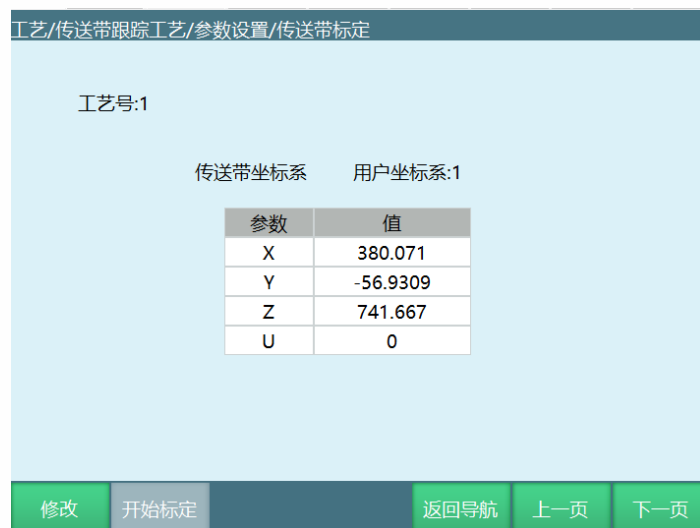 工艺/传送带跟踪工艺/参数设置/传送带标定
工艺号:1
传送带坐标系 用户坐标系:1
参数 值
X 380.071
Y -56.9309
Z 741.667
U 0
修改 开始标定 返回导航 上一页 下一页